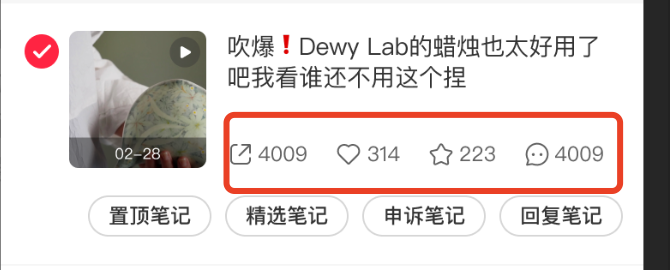 吹爆❗Dewy Lab的蜡烛也太好用了
吧我看谁还不用这个捏
02-28
4009 314 223 4009
置顶笔记 精选笔记 申诉笔记 回复笔记